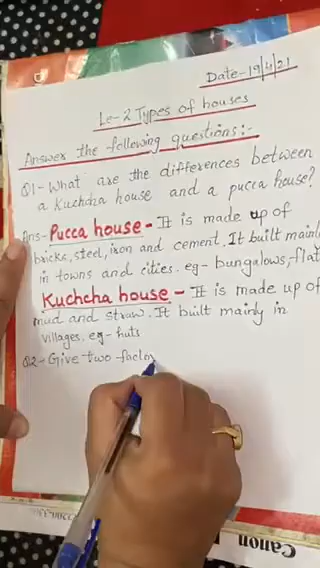 Date-19/4/21
Le-2 Types of houses
Answer the following questions:-
Q1-What are the differences between
a Kuchcha house and a pucca house?
Ans-Pucca house-It is made up of
bricks, steel, iron and cement. It built mainl
in towns and cities. eg- bungalows, flat
Kuchcha house-It is made up of
mud and straw. It built mainly in
villages. eg- huts
Q2-Give two factor
Canon